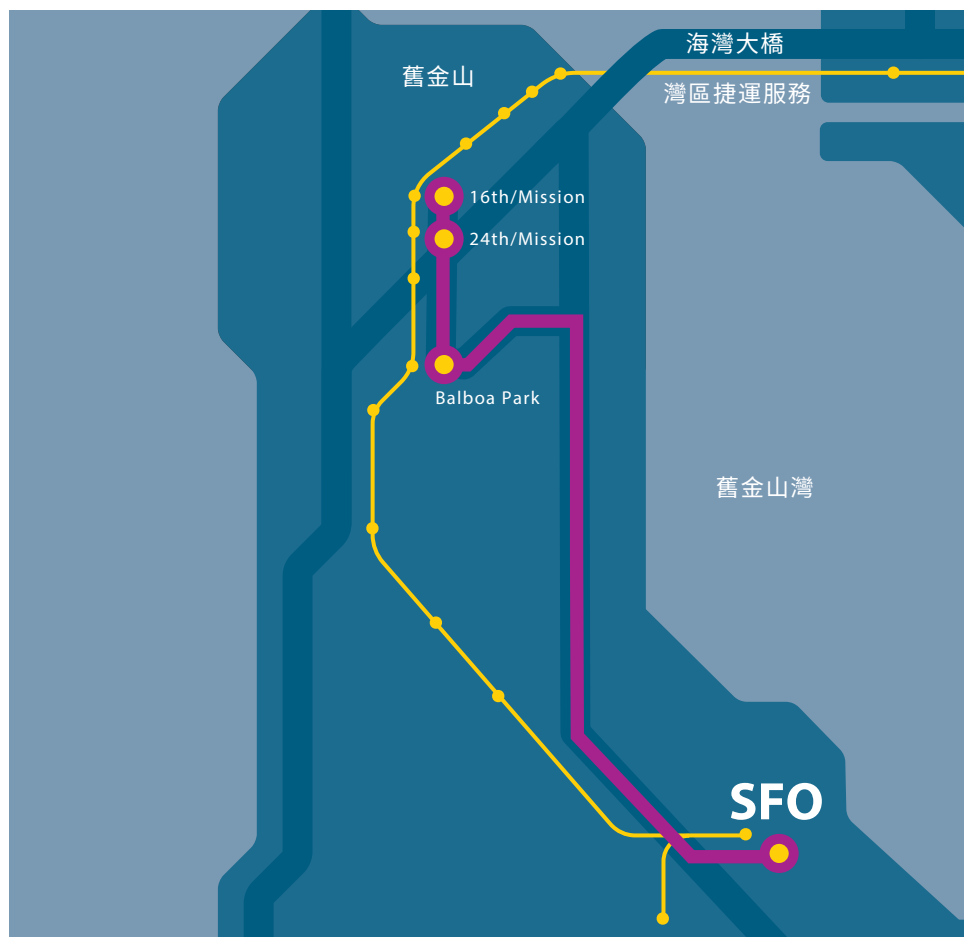 海灣大橋
舊金山
灣區捷運服務
16th/Mission
24th/Mission
Balboa Park
舊金山灣
SFO